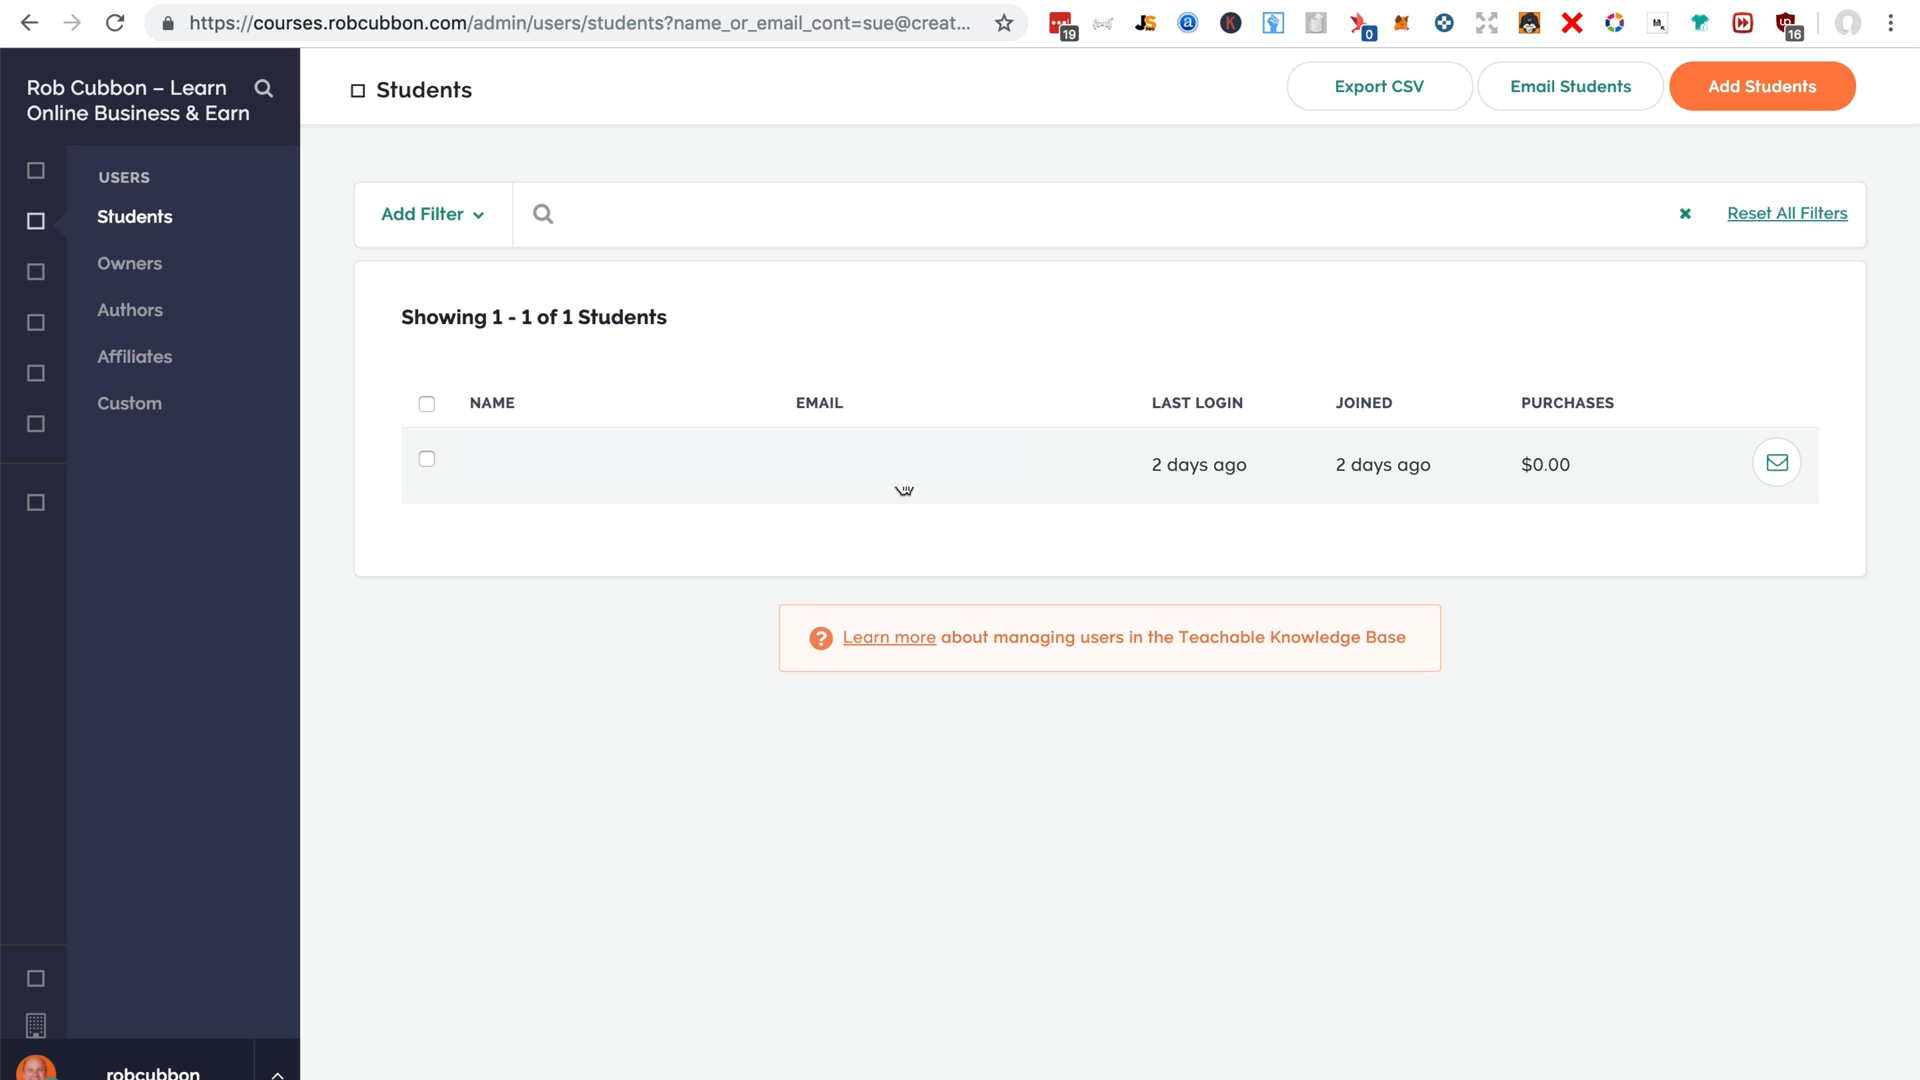 https://courses.robcubbon.com/admin/users/students?name_or_email_cont=sue@creat...
19
JS
a
K
0
16
Rob Cubbon – Learn
Online Business & Earn
Students
Export CSV
Email Students
Add Students
USERS
Students
Owners
Authors
Affiliates
Custom
Add Filter
×
Reset All Filters
Showing 1 - 1 of 1 Students
NAME
EMAIL
LAST LOGIN
JOINED
PURCHASES
2 days ago
2 days ago
$0.00
? Learn more about managing users in the Teachable Knowledge Base
robcubbon